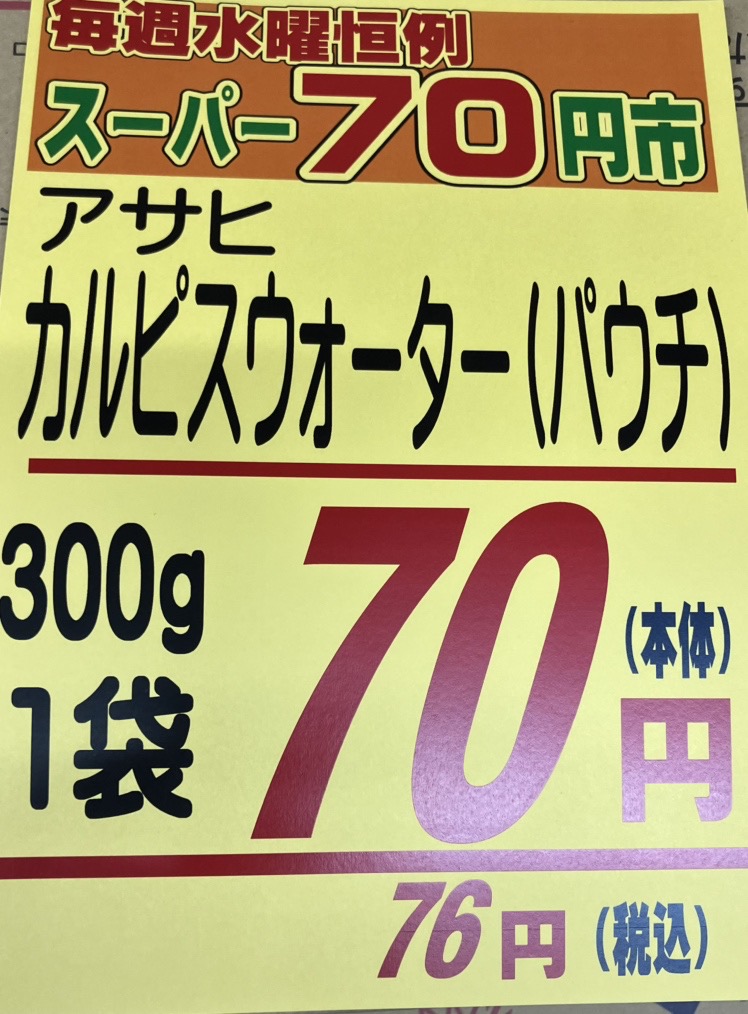 毎週水曜恒例
スーパー70円市
アサヒ
カルピスウォーター(パウチ)
300g
1袋
70円
(本体)
76円(税込)